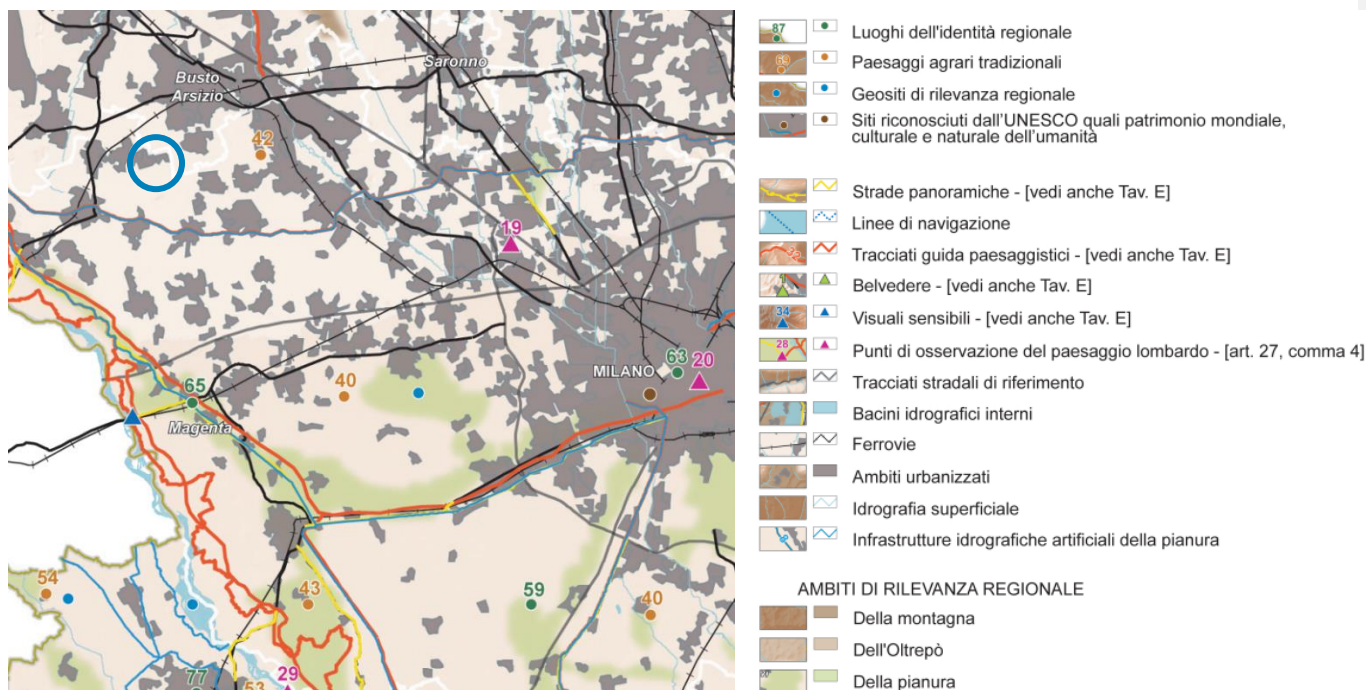 Busto
Arsizio
Saronno
42
19
MILANO
63
20
65
40
Magenta
54
43
59
40
77
53
29
87
Luoghi dell'identità regionale
69
Paesaggi agrari tradizionali
Geositi di rilevanza regionale
Siti riconosciuti dall'UNESCO quali patrimonio mondiale,
culturale e naturale dell'umanità
Strade panoramiche - [vedi anche Tav. E]
Linee di navigazione
Tracciati guida paesaggistici - [vedi anche Tav. E]
Belvedere - [vedi anche Tav. E]
34
Visuali sensibili - [vedi anche Tav. E]
28
Punti di osservazione del paesaggio lombardo - [art. 27, comma 4]
Tracciati stradali di riferimento
Bacini idrografici interni
Ferrovie
Ambiti urbanizzati
Idrografia superficiale
Infrastrutture idrografiche artificiali della pianura
AMBITI DI RILEVANZA REGIONALE
Della montagna
Dell'Oltrepò
Della pianura